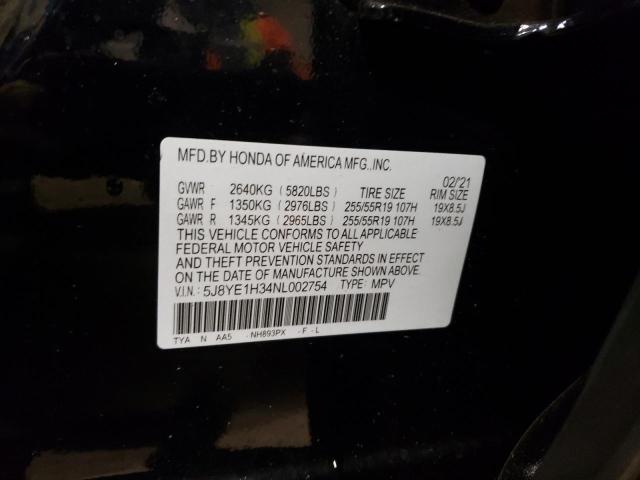 MFD.BY HONDA OF AMERICA MFG.,INC.
02/'21
GVWR 2640KG (5820LBS) TIRE SIZE RIM SIZE
GAWR F 1350KG (2976LBS) 255/55R19 107H 19X8.5J
GAWR R 1345KG (2965LBS) 255/55R19 107H 19X8.5J
THIS VEHICLE CONFORMS TO ALL APPLICABLE
FEDERAL MOTOR VEHICLE SAFETY
AND THEFT PREVENTION STANDARDS IN EFFECT
ON THE DATE OF MANUFACTURE SHOWN ABOVE.
V.I.N.: 5J8YE1H34NL002754 TYPE: MPV
TYA N AA5 -NH893PX -F -L